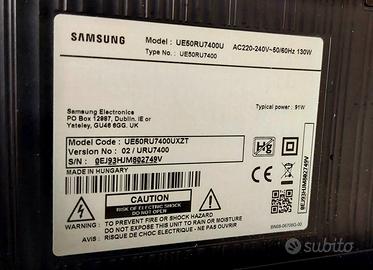 SAMSUNG
Model : UE50RU7400U AC220-240V~50/60Hz 130W
Type No. : UE50RU7400
Samsung Electronics
PO Box 12987, Dublin. IE or
Yateley, GU46 6GG. UK
Typical power : 91W
Model Code : UE50RU7400UXZT
Version No : 02 / URU7400
S/N : 0EJ93HJM802749V
MADE IN HUNGARY
Hg
0EJ93HJM802749V
CAUTION
RISK OF ELECTRIC SHOCK
DO NOT OPEN
WARNING : TO PREVENT FIRE OR SHOCK HAZARD
DO NOT EXPOSE THIS UNIT TO RAIN OR MOISTURE
AVIS : RISQUE DE CHOC ELECTRIQUE - NE PAS OUVRIR
subito